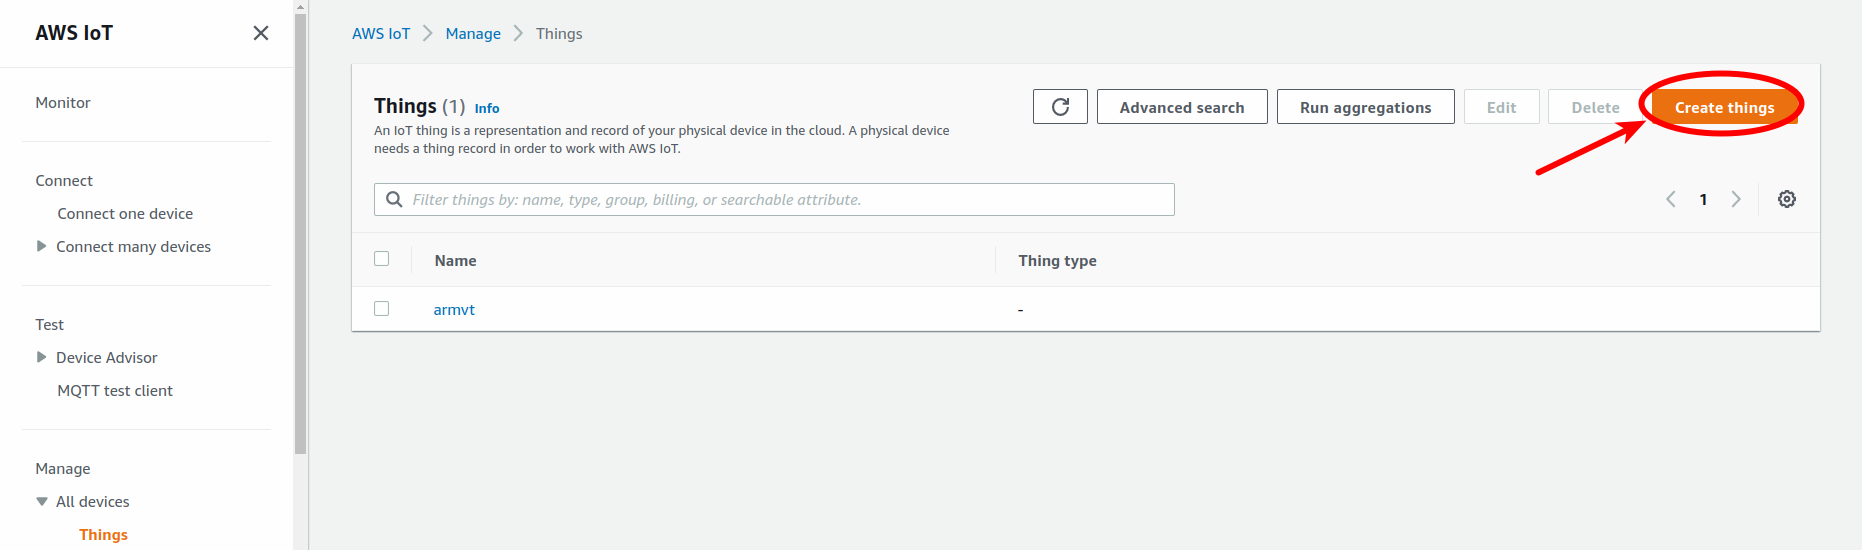 AWS IoT
Monitor
Connect
Connect one device
Connect many devices
Test
Device Advisor
MQTT test client
Manage
All devices
Things
AWS IoT Manage Things
Things (1) Info
An IoT thing is a representation and record of your physical device in the cloud. A physical device
needs a thing record in order to work with AWS IoT.
Advanced search Run aggregations Edit Delete Create things
Filter things by: name, type, group, billing, or searchable attribute.
1
Name Thing type
armvt -